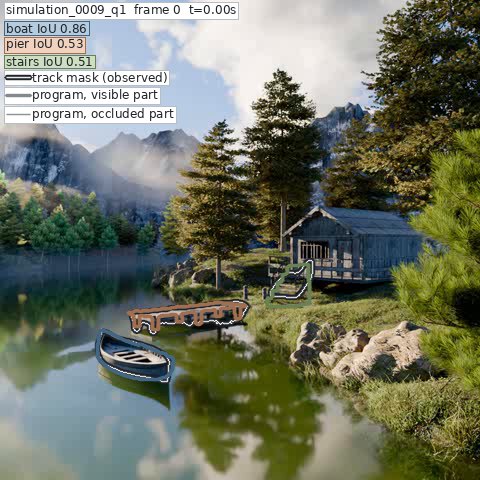 simulation_0009_q1  frame 0  t=0.00s
boat IoU 0.86
pier IoU 0.53
stairs IoU 0.51
track mask (observed)
program, visible part
program, occluded part